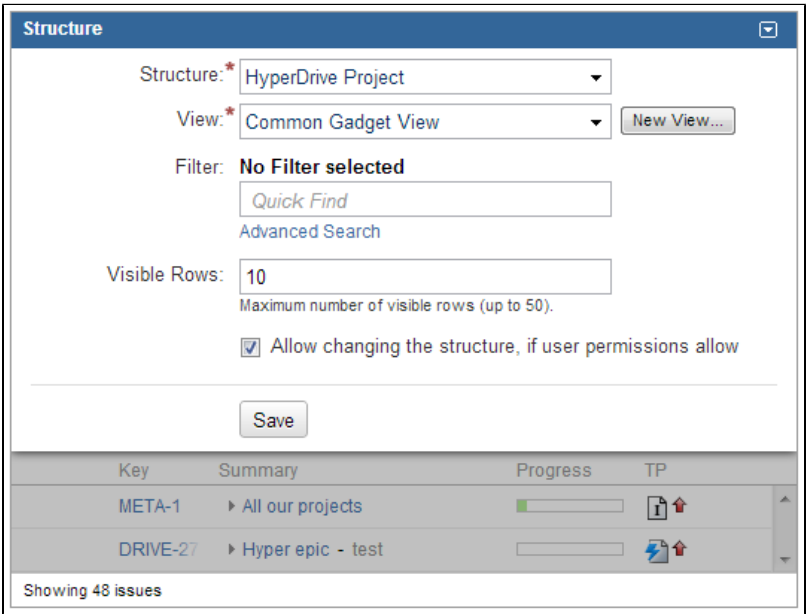 Structure
Structure:* HyperDrive Project
View:* Common Gadget View New View...
Filter: No Filter selected
Quick Find
Advanced Search
Visible Rows: 10
Maximum number of visible rows (up to 50).
Allow changing the structure, if user permissions allow
Save
Key Summary Progress TP
META-1 All our projects I
DRIVE-27 Hyper epic - test
Showing 48 issues